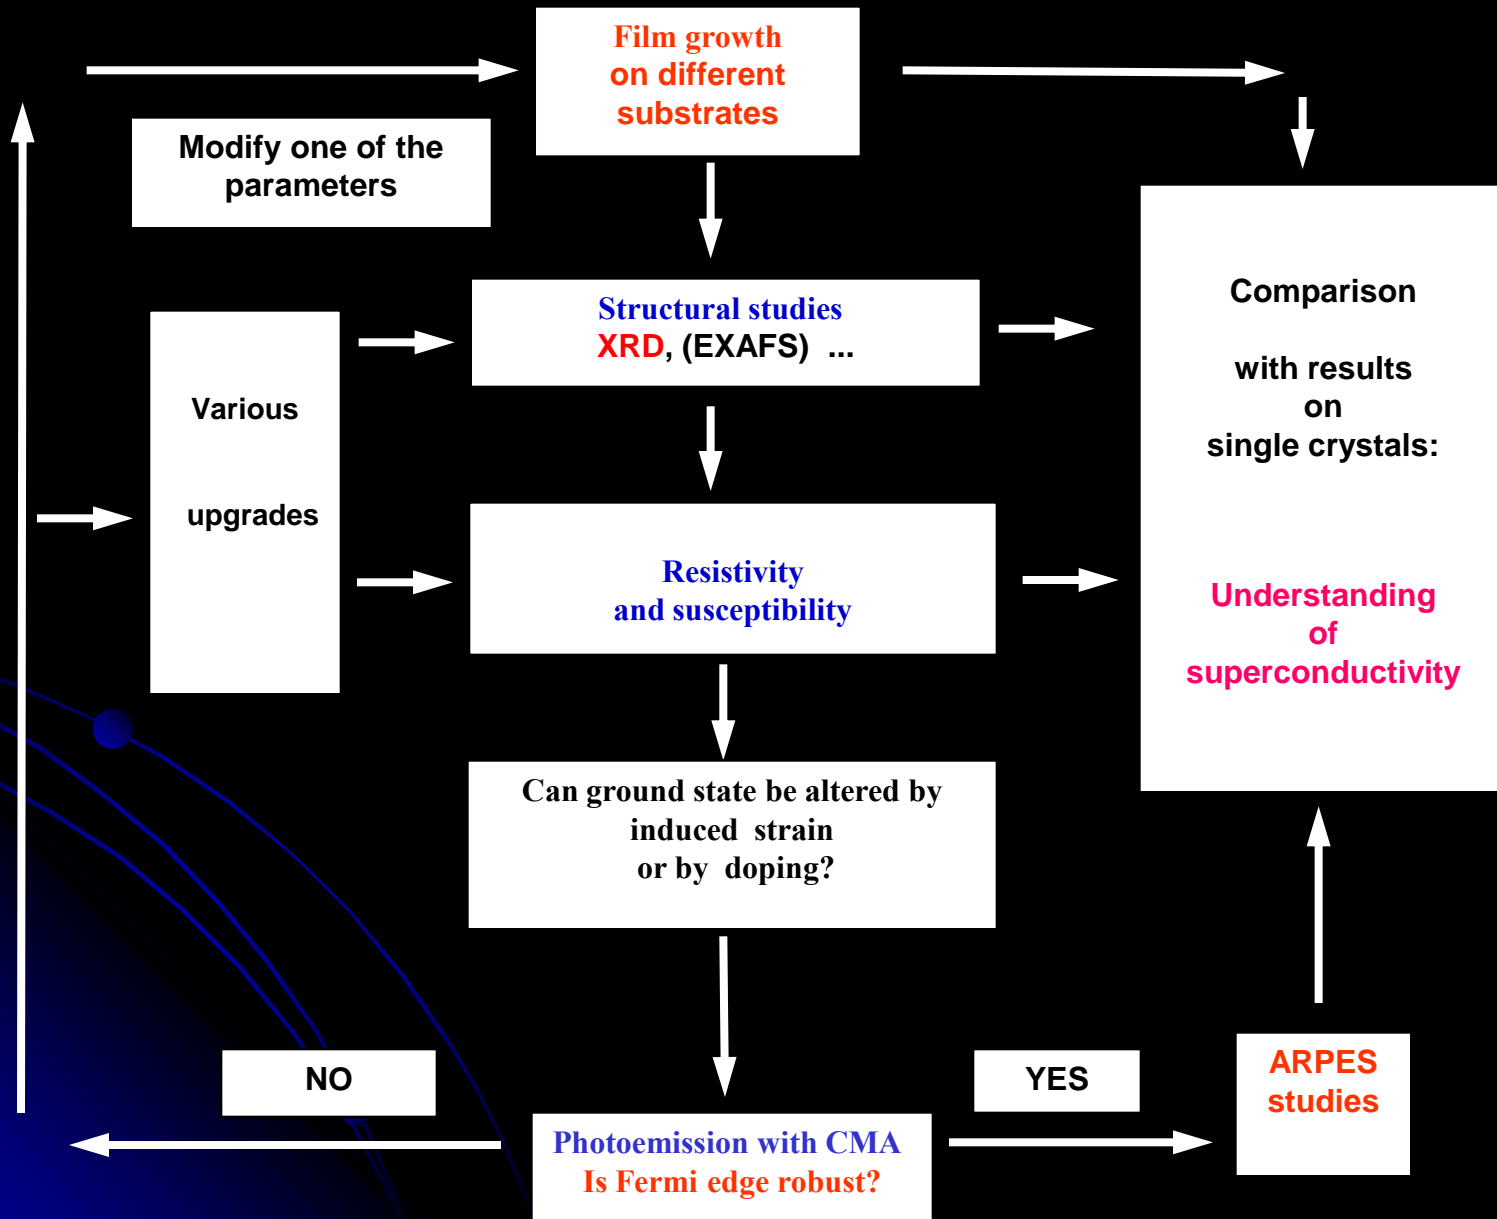 Film growth
on different
substrates
Modify one of the
parameters
Structural studies
XRD, (EXAFS) ...
Various
upgrades
Comparison
with results
on
single crystals:
Understanding
of
superconductivity
Resistivity
and susceptibility
Can ground state be altered by
induced strain
or by doping?
NO
YES
ARPES
studies
Photoemission with CMA
Is Fermi edge robust?